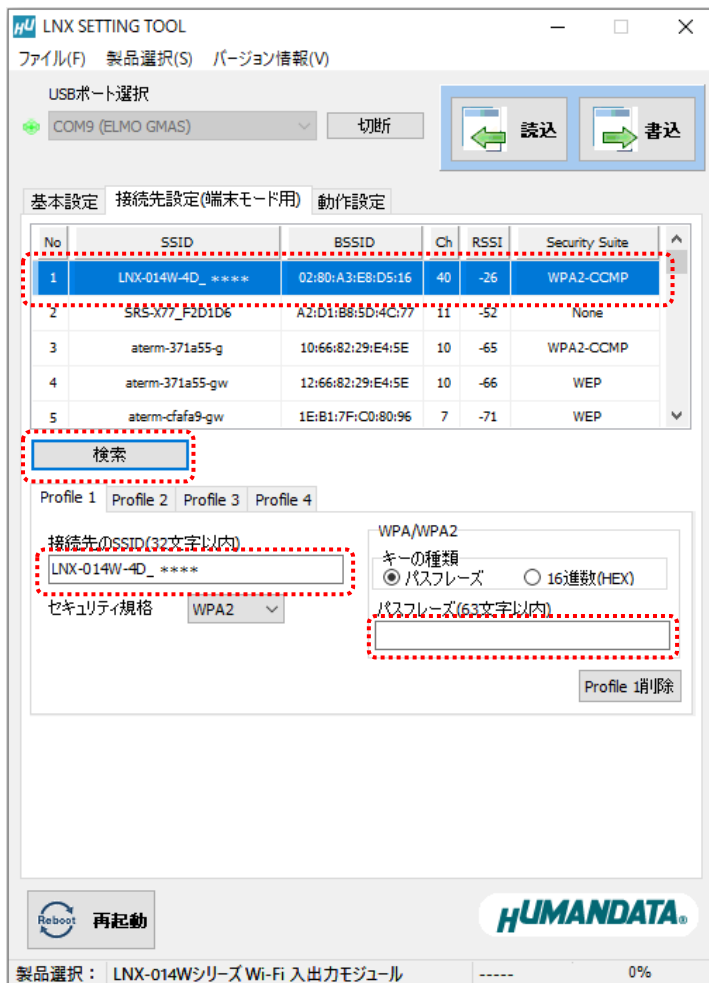 HU LNX SETTING TOOL
ファイル(F) 製品選択(S) バージョン情報(V)
USBポート選択
COM9 (ELMO GMAS) 切断 読込 書込
基本設定 接続先設定(端末モード用) 動作設定
No SSID BSSID Ch RSSI Security Suite
1 LNX-014W-4D_ **** 02:80:A3:E8:D5:16 40 -26 WPA2-CCMP
2 SRS-X77_F2D1D6 A2:D1:B8:5D:4C:77 11 -52 None
3 aterm-371a55-g 10:66:82:29:E4:5E 10 -65 WPA2-CCMP
4 aterm-371a55-gw 12:66:82:29:E4:5E 10 -66 WEP
5 aterm-cfafa9-gw 1E:B1:7F:C0:80:96 7 -71 WEP
検索
Profile 1 Profile 2 Profile 3 Profile 4
接続先のSSID(32文字以内)
LNX-014W-4D_ ****
セキュリティ規格 WPA2
WPA/WPA2
キーの種類
パスフレーズ 16進数(HEX)
パスフレーズ(63文字以内)
Profile 1削除
Reboot 再起動
HUMANDATA®
製品選択： LNX-014Wシリーズ Wi-Fi 入出力モジュール ----- 0%